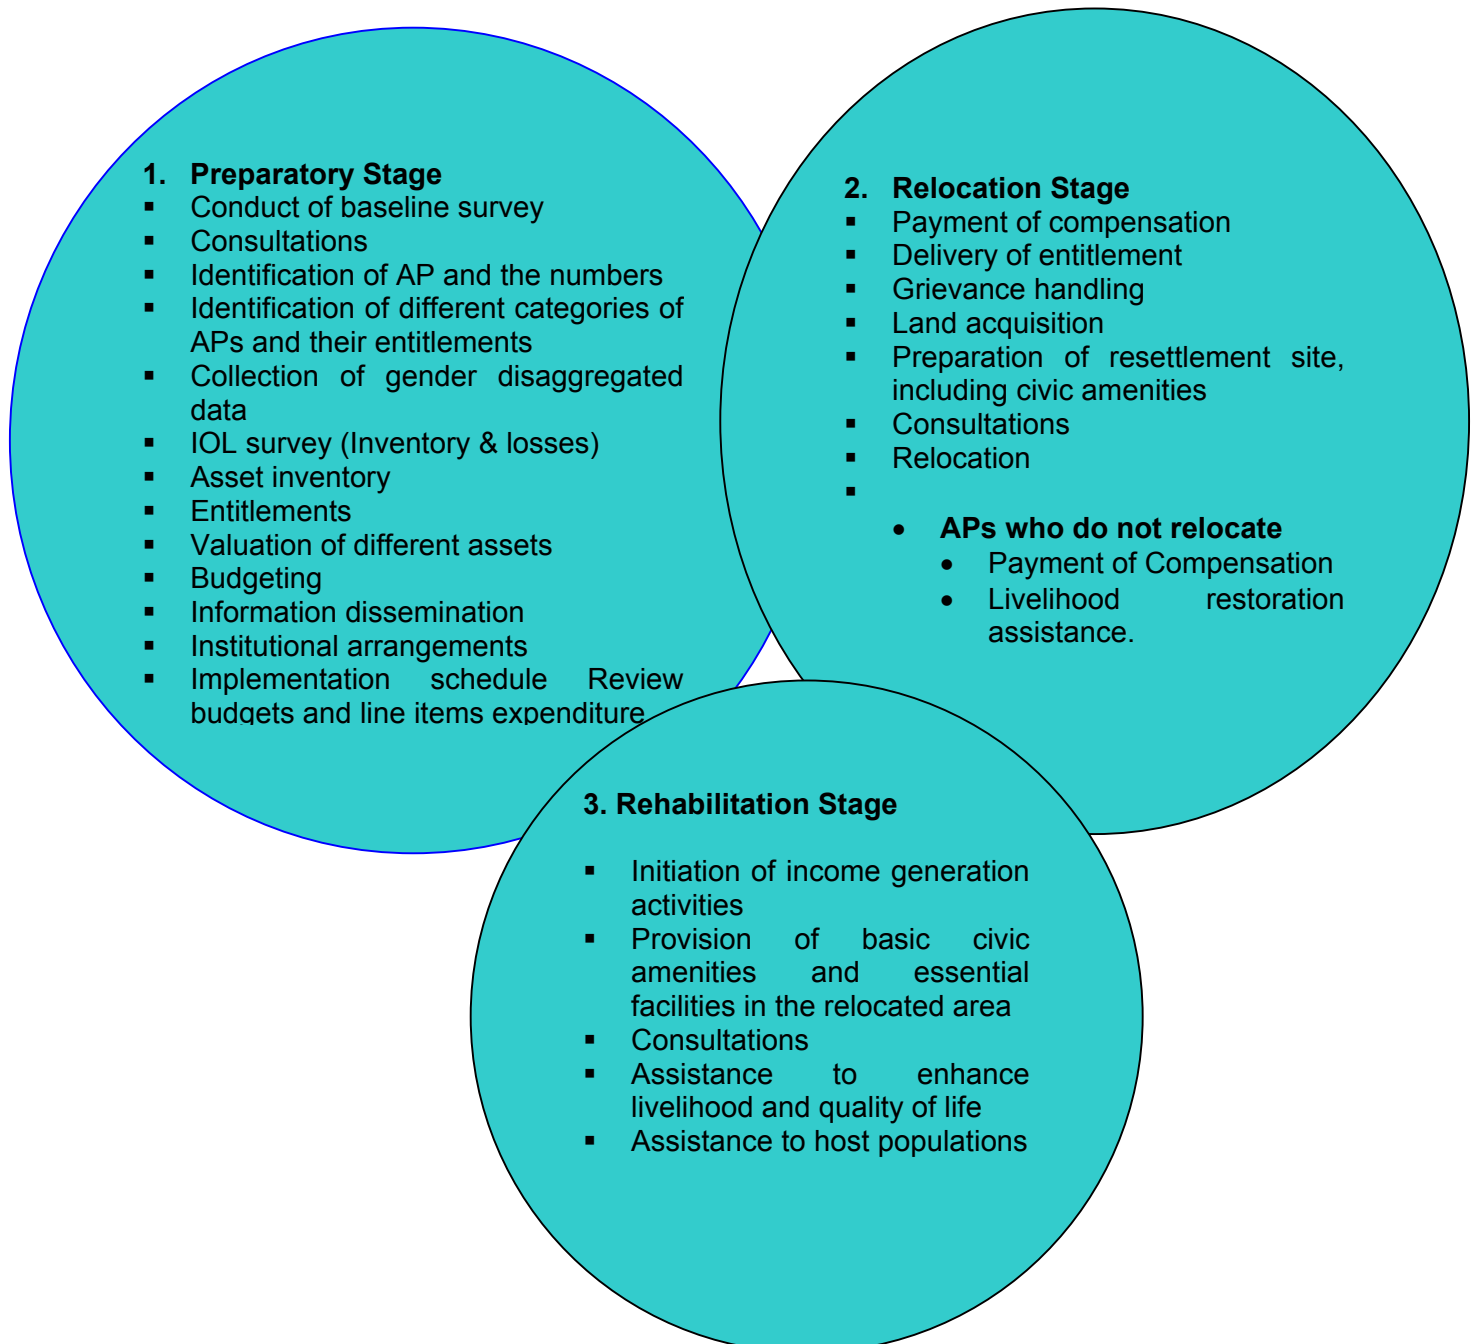 1. Preparatory Stage
▪ Conduct of baseline survey
▪ Consultations
▪ Identification of AP and the numbers
▪ Identification of different categories of
APs and their entitlements
▪ Collection of gender disaggregated
data
▪ IOL survey (Inventory & losses)
▪ Asset inventory
▪ Entitlements
▪ Valuation of different assets
▪ Budgeting
▪ Information dissemination
▪ Institutional arrangements
▪ Implementation schedule Review
budgets and line items expenditure
2. Relocation Stage
▪ Payment of compensation
▪ Delivery of entitlement
▪ Grievance handling
▪ Land acquisition
▪ Preparation of resettlement site,
including civic amenities
▪ Consultations
▪ Relocation
▪
• APs who do not relocate
• Payment of Compensation
• Livelihood restoration
assistance.
3. Rehabilitation Stage
▪ Initiation of income generation
activities
▪ Provision of basic civic
amenities and essential
facilities in the relocated area
▪ Consultations
▪ Assistance to enhance
livelihood and quality of life
▪ Assistance to host populations